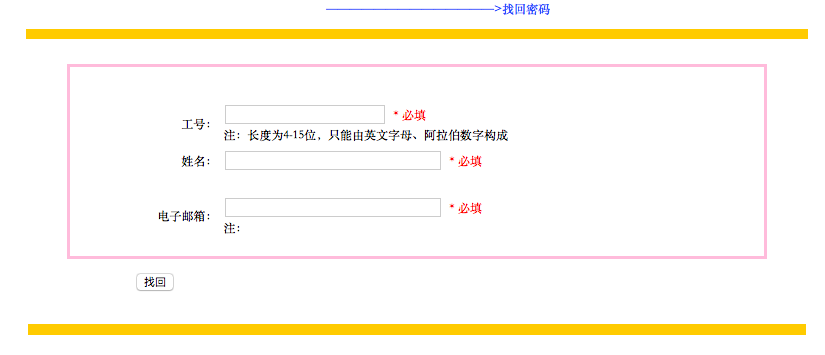 ———————————————>找回密码
工号：
* 必填
注：长度为4-15位，只能由英文字母、阿拉伯数字构成
姓名：
* 必填
电子邮箱：
* 必填
注：
找回